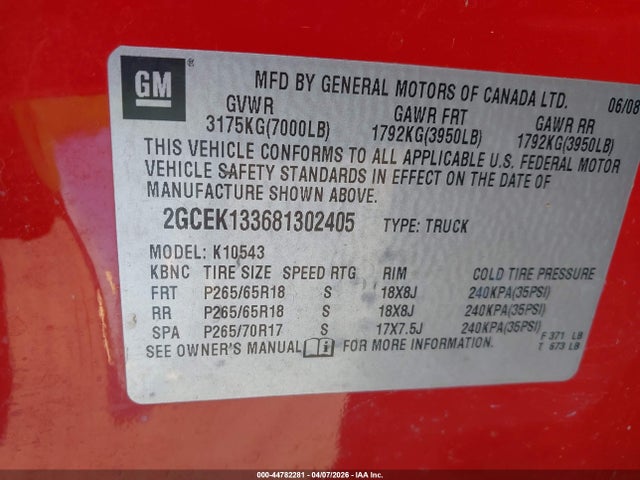 GM
MFD BY GENERAL MOTORS OF CANADA LTD. 06/08
GVWR GAWR FRT GAWR RR
3175KG(7000LB) 1792KG(3950LB) 1792KG(3950LB)
THIS VEHICLE CONFORMS TO ALL APPLICABLE U.S. FEDERAL MOTOR
VEHICLE SAFETY STANDARDS IN EFFECT ON THE DATE OF
MANUFACTURE SHOWN ABOVE.
2GCEK133681302405 TYPE: TRUCK
MODEL: K10543
KBNC TIRE SIZE SPEED RTG RIM COLD TIRE PRESSURE
FRT P265/65R18 S 18X8J 240KPA(35PSI)
RR P265/65R18 S 18X8J 240KPA(35PSI)
SPA P265/70R17 S 17X7.5J 240KPA(35PSI)
F 371 LB
SEE OWNER'S MANUAL i FOR MORE INFORMATION. T 873 LB
000-44782281 | 04/07/2026 | IAA Inc.